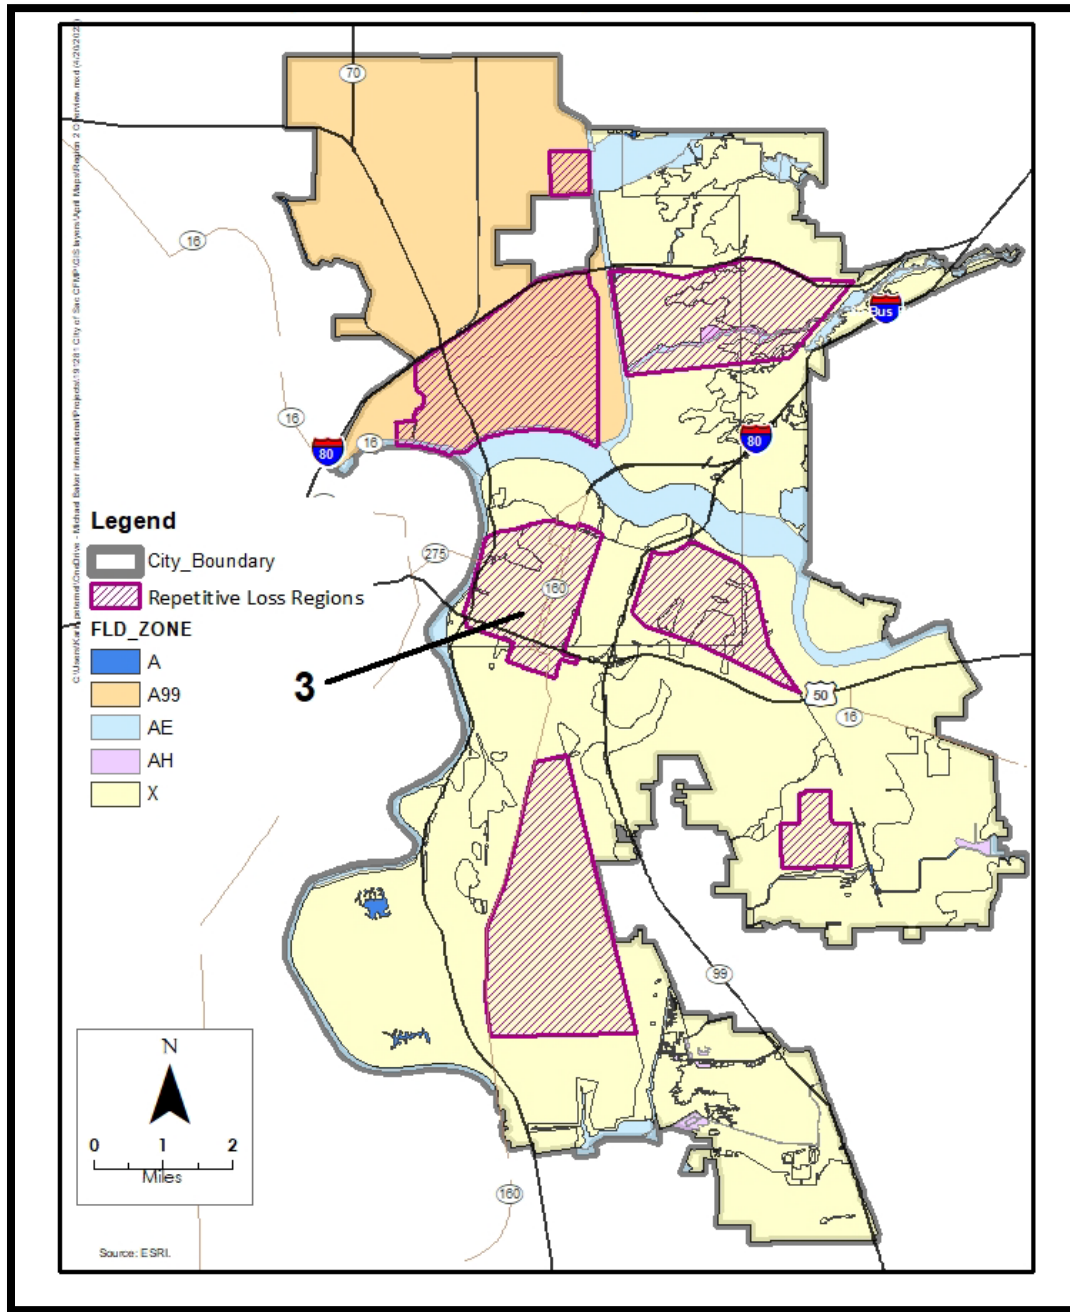 70
16
Bus
16
80
16
80
Legend
City_Boundary
Repetitive Loss Regions
FLD_ZONE
A
A99
AE
AH
X
275
160
3
50
16
99
N
0 1 2
Miles
160
Source: ESRI.